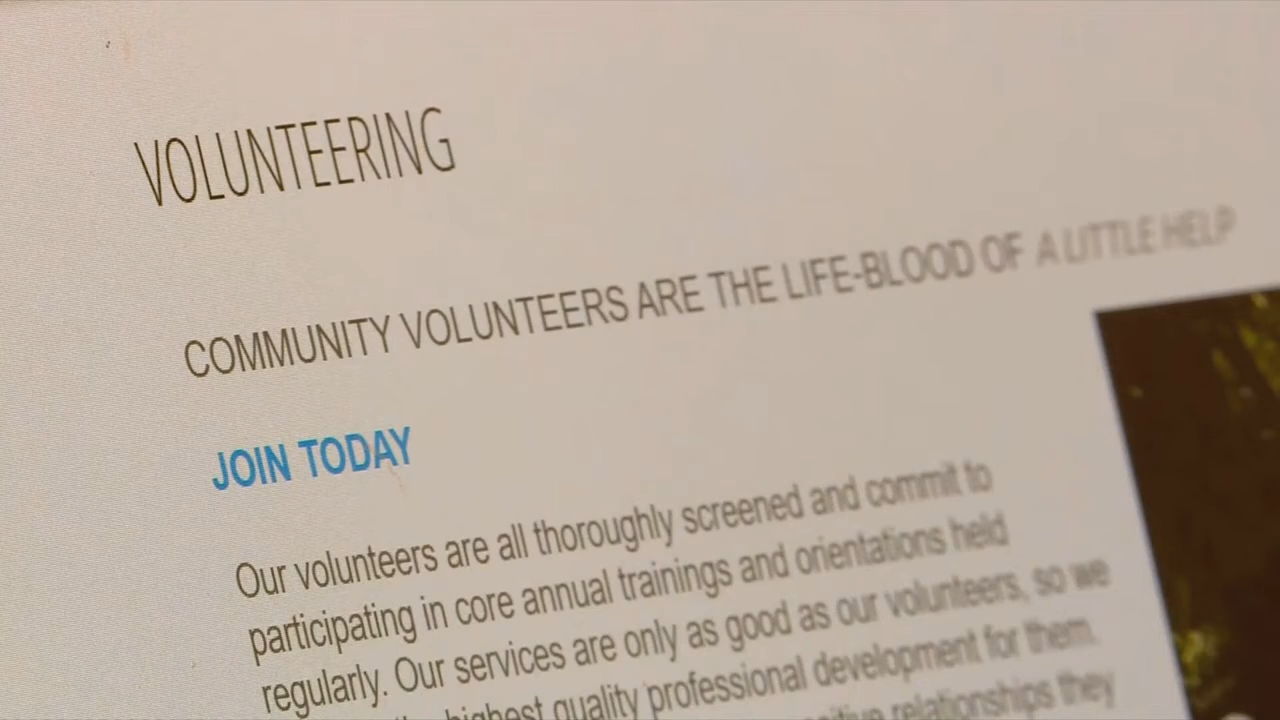 VOLUNTEERING
COMMUNITY VOLUNTEERS ARE THE LIFE-BLOOD OF A LITTLE HELP
JOIN TODAY
Our volunteers are all thoroughly screened and commit to
participating in core annual trainings and orientations held
regularly. Our services are only as good as our volunteers, so we
highest quality professional development for them.
relationships they